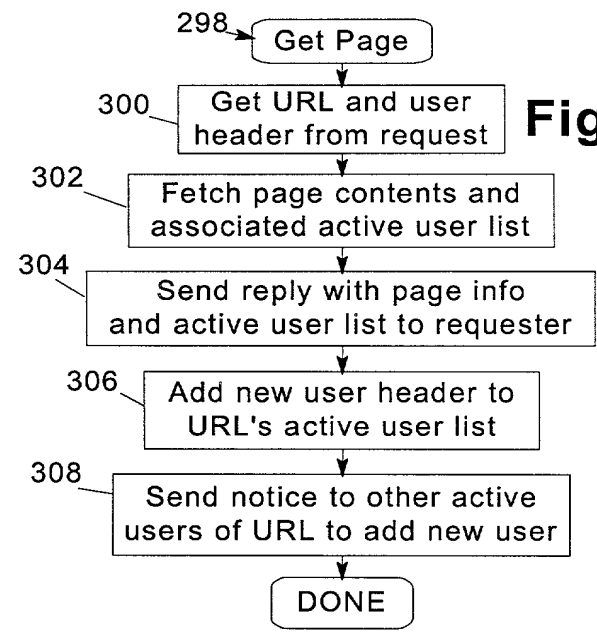 298
Get Page
300
Get URL and user
header from request
Fig
302
Fetch page contents and
associated active user list
304
Send reply with page info
and active user list to requester
306
Add new user header to
URL's active user list
308
Send notice to other active
users of URL to add new user
DONE